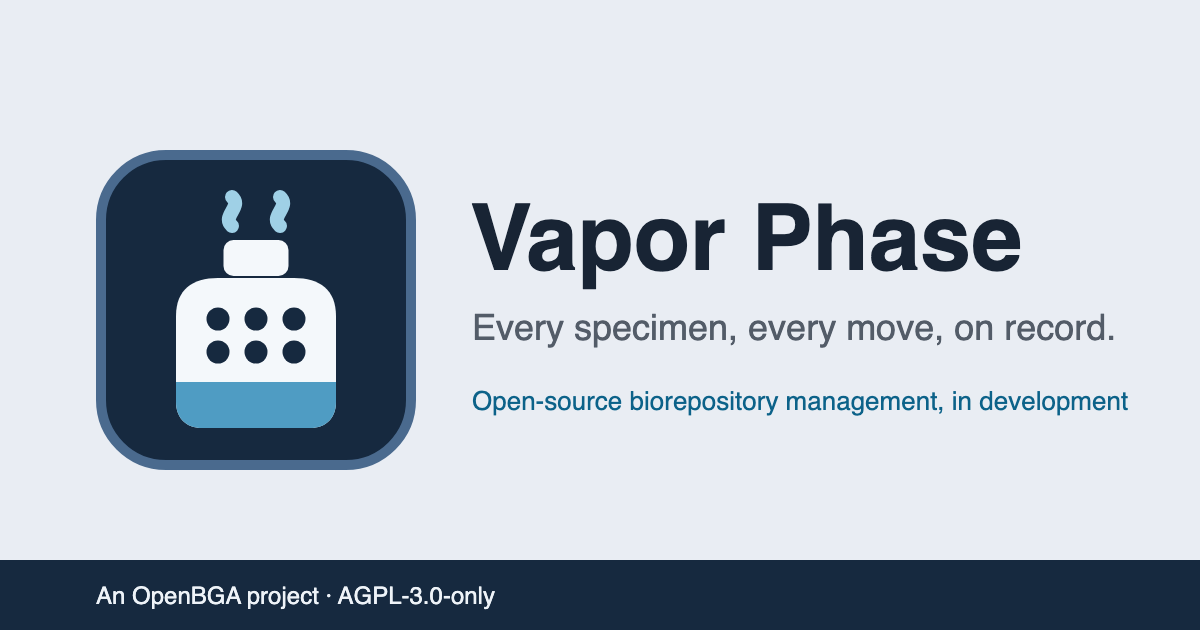 Vapor Phase
Every specimen, every move, on record.
Open-source biorepository management, in development
An OpenBGA project · AGPL-3.0-only